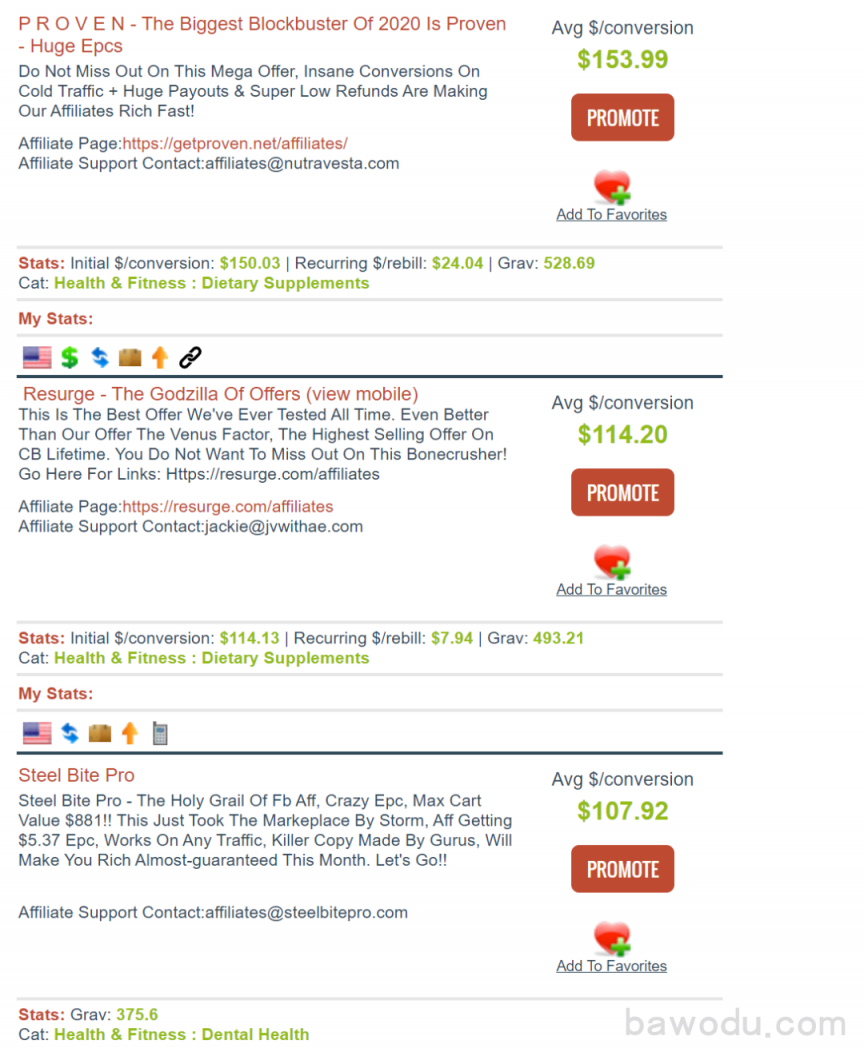 P R O V E N - The Biggest Blockbuster Of 2020 Is Proven
- Huge Epcs
Do Not Miss Out On This Mega Offer, Insane Conversions On
Cold Traffic + Huge Payouts & Super Low Refunds Are Making
Our Affiliates Rich Fast!
Affiliate Page:https://getproven.net/affiliates/
Affiliate Support Contact:affiliates@nutravesta.com
Avg $/conversion
$153.99
PROMOTE
Add To Favorites
Stats: Initial $/conversion: $150.03 | Recurring $/rebill: $24.04 | Grav: 528.69
Cat: Health & Fitness : Dietary Supplements
My Stats:
Resurge - The Godzilla Of Offers (view mobile)
This Is The Best Offer We've Ever Tested All Time. Even Better
Than Our Offer The Venus Factor, The Highest Selling Offer On
CB Lifetime. You Do Not Want To Miss Out On This Bonecrusher!
Go Here For Links: Https://resurge.com/affiliates
Affiliate Page:https://resurge.com/affiliates
Affiliate Support Contact:jackie@jvwithae.com
Avg $/conversion
$114.20
PROMOTE
Add To Favorites
Stats: Initial $/conversion: $114.13 | Recurring $/rebill: $7.94 | Grav: 493.21
Cat: Health & Fitness : Dietary Supplements
My Stats:
Steel Bite Pro
Steel Bite Pro - The Holy Grail Of Fb Aff, Crazy Epc, Max Cart
Value $881!! This Just Took The Markeplace By Storm, Aff Getting
$5.37 Epc, Works On Any Traffic, Killer Copy Made By Gurus, Will
Make You Rich Almost-guaranteed This Month. Let's Go!!
Affiliate Support Contact:affiliates@steelbitepro.com
Avg $/conversion
$107.92
PROMOTE
Add To Favorites
Stats: Grav: 375.6
Cat: Health & Fitness : Dental Health
bawodu.com